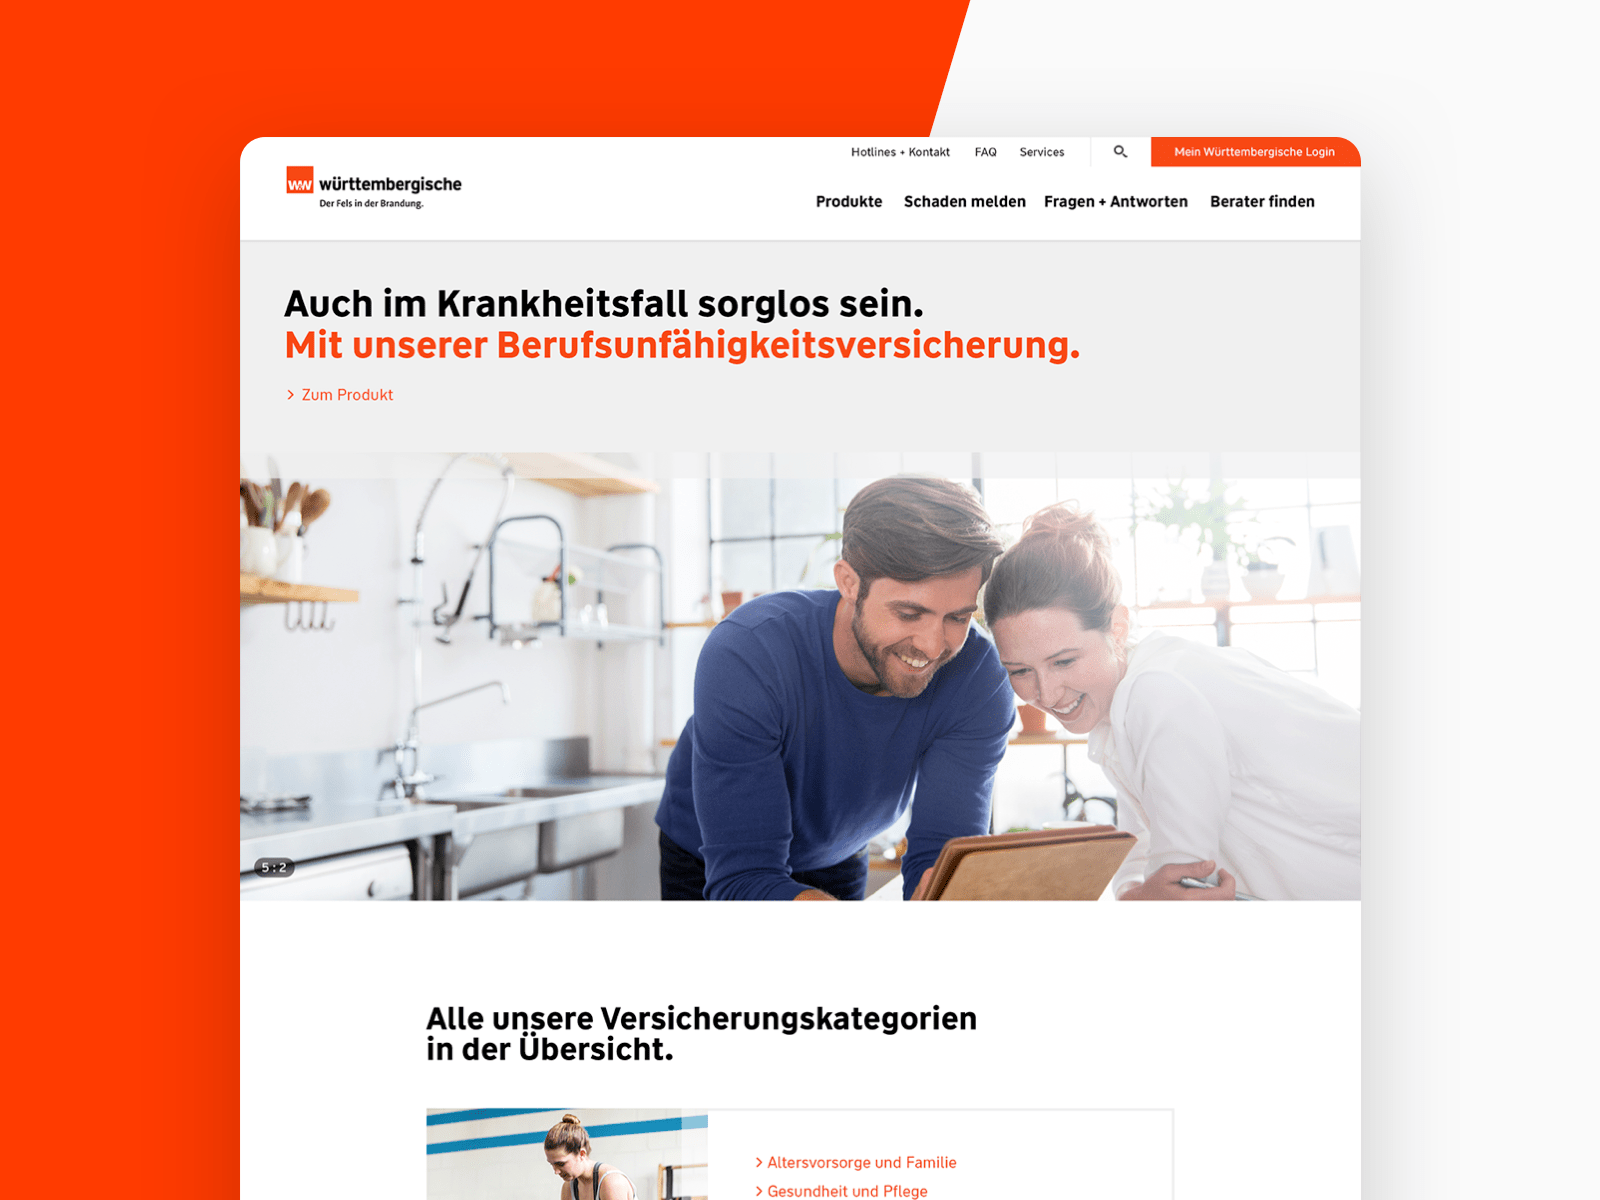 Hotlines + Kontakt
FAQ
Services
Mein Württembergische Login
W&W
württembergische
Der Fels in der Brandung.
Produkte
Schaden melden
Fragen + Antworten
Berater finden
Auch im Krankheitsfall sorglos sein.
Mit unserer Berufsunfähigkeitsversicherung.
> Zum Produkt
5 : 2
Alle unsere Versicherungskategorien
in der Übersicht.
> Altersvorsorge und Familie
> Gesundheit und Pflege